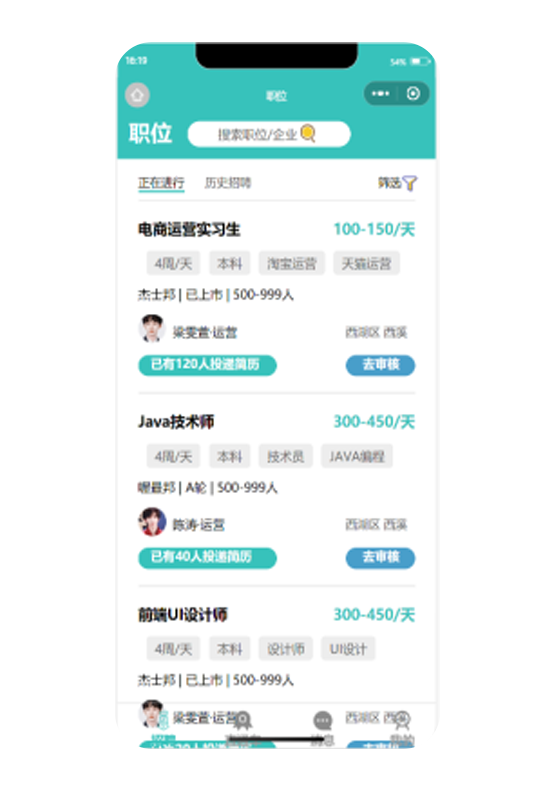 16:19 54%
职位
职位 搜索职位/企业
正在进行 历史招聘 筛选
电商运营实习生 100-150/天
4周/天 本科 淘宝运营 天猫运营
杰士邦 | 已上市 | 500-999人
梁雯萱·运营 西湖区 西溪
已有120人投递简历 去审核
Java技术师 300-450/天
4周/天 本科 技术员 JAVA编程
喔最邦 | A轮 | 500-999人
陈涛·运营 西湖区 西溪
已有40人投递简历 去审核
前端UI设计师 300-450/天
4周/天 本科 设计师 UI设计
杰士邦 | 已上市 | 500-999人
梁雯萱·运营 西湖区
消息 我的